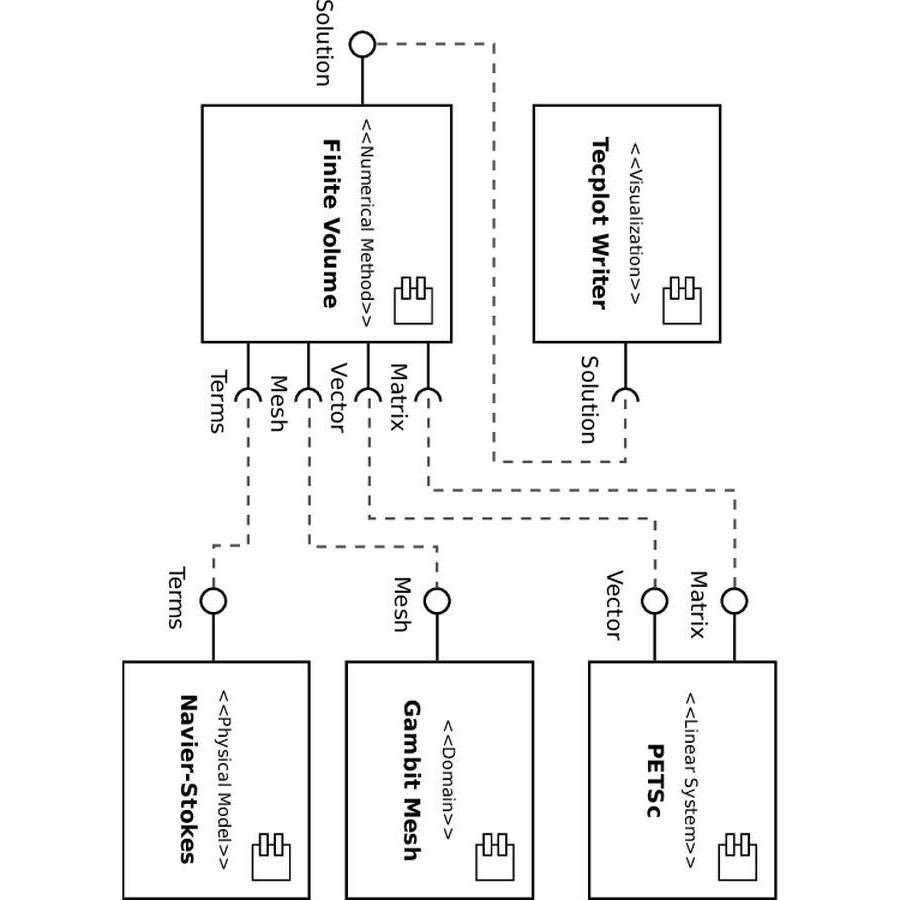 <<Visualization>>
Tecplot Writer
Solution
Matrix
Vector
<<Linear System>>
PETSc
Solution
<<Numerical Method>>
Finite Volume
Matrix
Vector
Mesh
Terms
Mesh
<<Domain>>
Gambit Mesh
Terms
<<Physical Model>>
Navier-Stokes